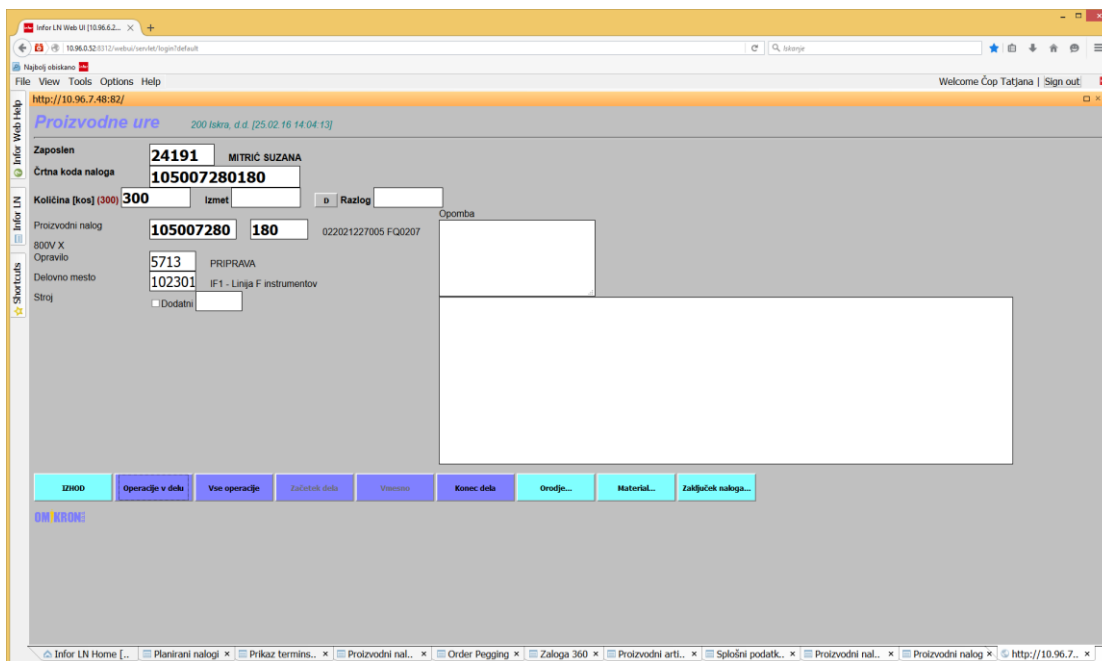 Infor LN Web UI [10.96.6.2...
10.96.0.52:8312/webui/servlet/login?default
Iskanje
Najbolj obiskano
File View Tools Options Help
Welcome Čop Tatjana | Sign out
Infor Web Help
Infor LN
Shortcuts
http://10.96.7.48:82/
Proizvodne ure
200 Iskra, d.d. [25.02.16 14:04:13]
Zaposlen 24191 MITRIĆ SUZANA
Črtna koda naloga 105007280180
Količina [kos] (300) 300 Izmet D Razlog
Opomba
Proizvodni nalog 105007280 180 022021227005 FQ0207
800V X
Opravilo 5713 PRIPRAVA
Delovno mesto 102301 IF1 - Linija F instrumentov
Stroj Dodatni
IZHOD Operacije v delu Vse operacije Začetek dela Vmesno Konec dela Orodje... Material... Zaključek naloga...
Infor LN Home [.. Planirani nalogi × Prikaz termins.. × Proizvodni nal.. × Order Pegging × Zaloga 360 × Proizvodni arti.. × Splošni podatk.. × Proizvodni nal.. × Proizvodni nalog × http://10.96.7.. ×